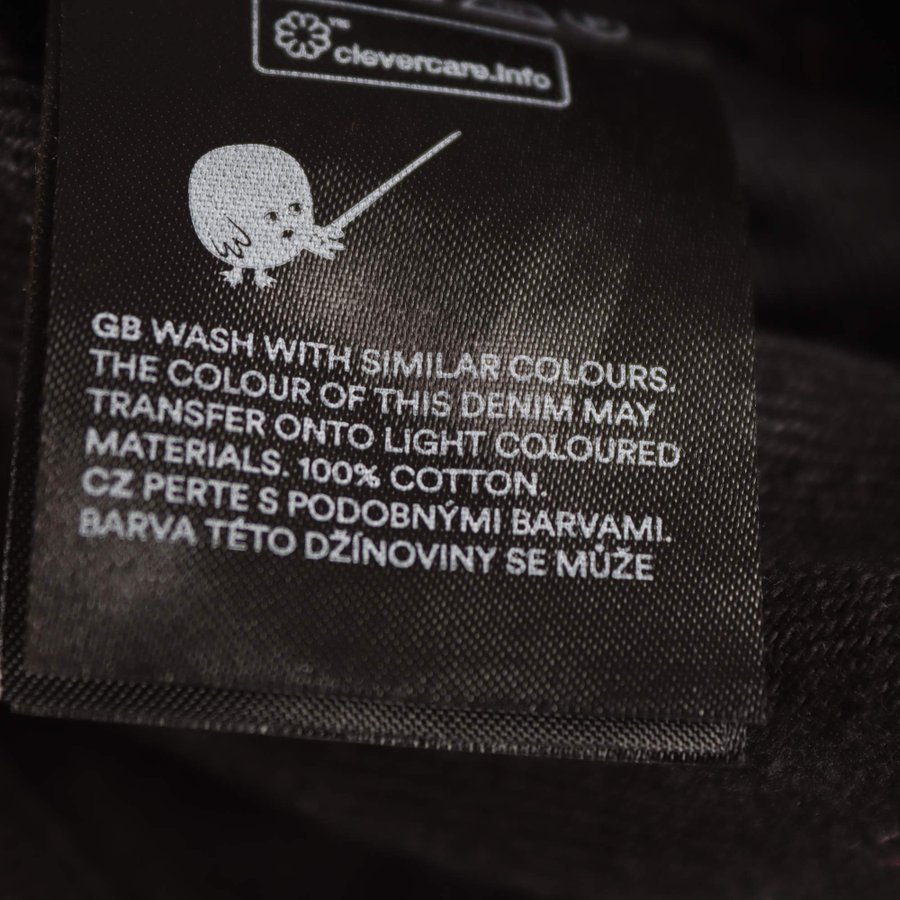 ™
clevercare.info
GB WASH WITH SIMILAR COLOURS.
THE COLOUR OF THIS DENIM MAY
TRANSFER ONTO LIGHT COLOURED
MATERIALS. 100% COTTON.
CZ PERTE S PODOBNÝMI BARVAMI.
BARVA TÉTO DŽÍNOVINY SE MŮŽE